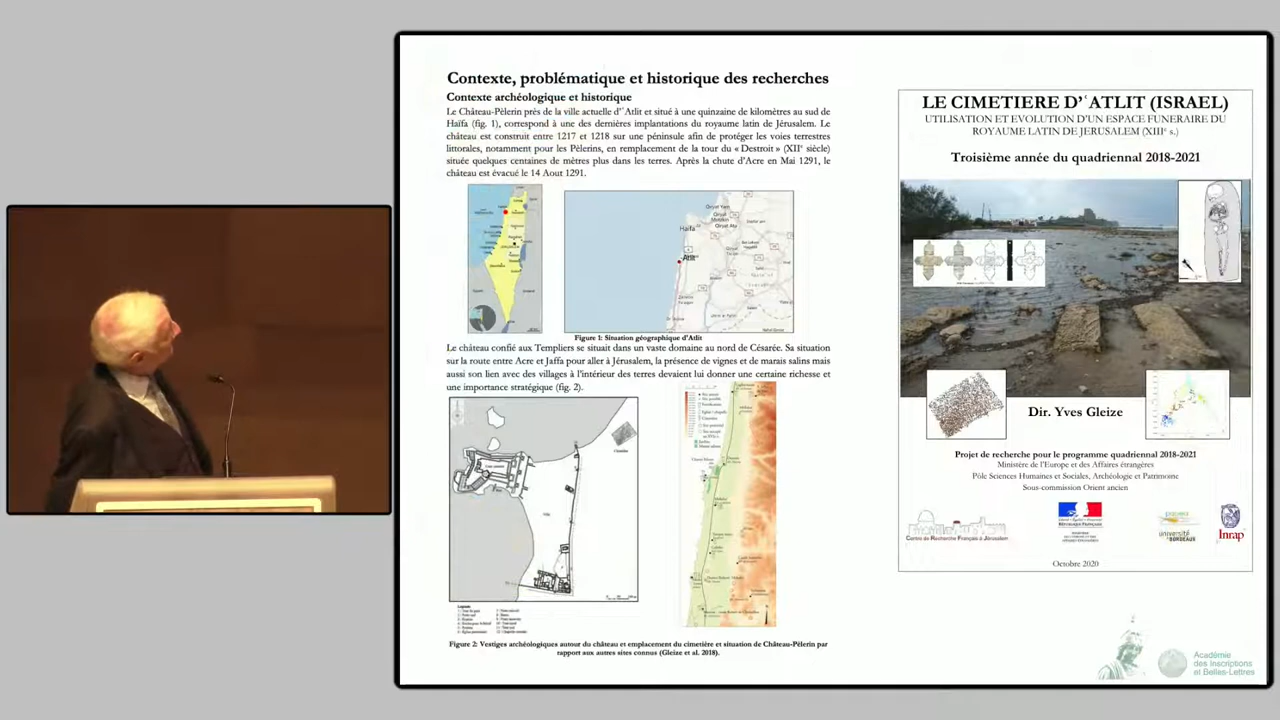 Contexte, problématique et historique des recherches
Contexte archéologique et historique
Le Château-Pèlerin près de la ville actuelle d'ʿAtlit et situé à une quinzaine de kilomètres au sud de
Haïfa (fig. 1), correspond à une des dernières implantations du royaume latin de Jérusalem. Le
château est construit entre 1217 et 1218 sur une péninsule afin de protéger les voies terrestres
littorales, notamment pour les Pèlerins, en remplacement de la tour du « Destroit » (XIIe siècle)
située quelques centaines de mètres plus dans les terres. Après la chute d'Acre en Mai 1291, le
château est évacué le 14 Aout 1291.
Haifa
Atlit
Figure 1: Situation géographique d'Atlit
Le château confié aux Templiers se situait dans un vaste domaine au nord de Césarée. Sa situation
sur la route entre Acre et Jaffa pour aller à Jérusalem, la présence de vignes et de marais salins mais
aussi son lien avec des villages à l'intérieur des terres devaient lui donner une certaine richesse et
une importance stratégique (fig. 2).
Figure 2: Vestiges archéologiques autour du château et emplacement du cimetière et situation de Château-Pèlerin par
rapport aux autres sites connus (Gleize et al. 2018).
LE CIMETIERE D'ʿATLIT (ISRAEL)
UTILISATION ET EVOLUTION D'UN ESPACE FUNERAIRE DU
ROYAUME LATIN DE JERUSALEM (XIIIe s.)
Troisième année du quadriennal 2018-2021
Dir. Yves Gleize
Projet de recherche pour le programme quadriennal 2018-2021
Ministère de l'Europe et des Affaires étrangères
Pôle Sciences Humaines et Sociales, Archéologie et Patrimoine
Sous-commission Orient ancien
Centre de Recherche Français à Jérusalem
université
de BORDEAUX
Inrap
Octobre 2020
Académie
des Inscriptions
et Belles-Lettres